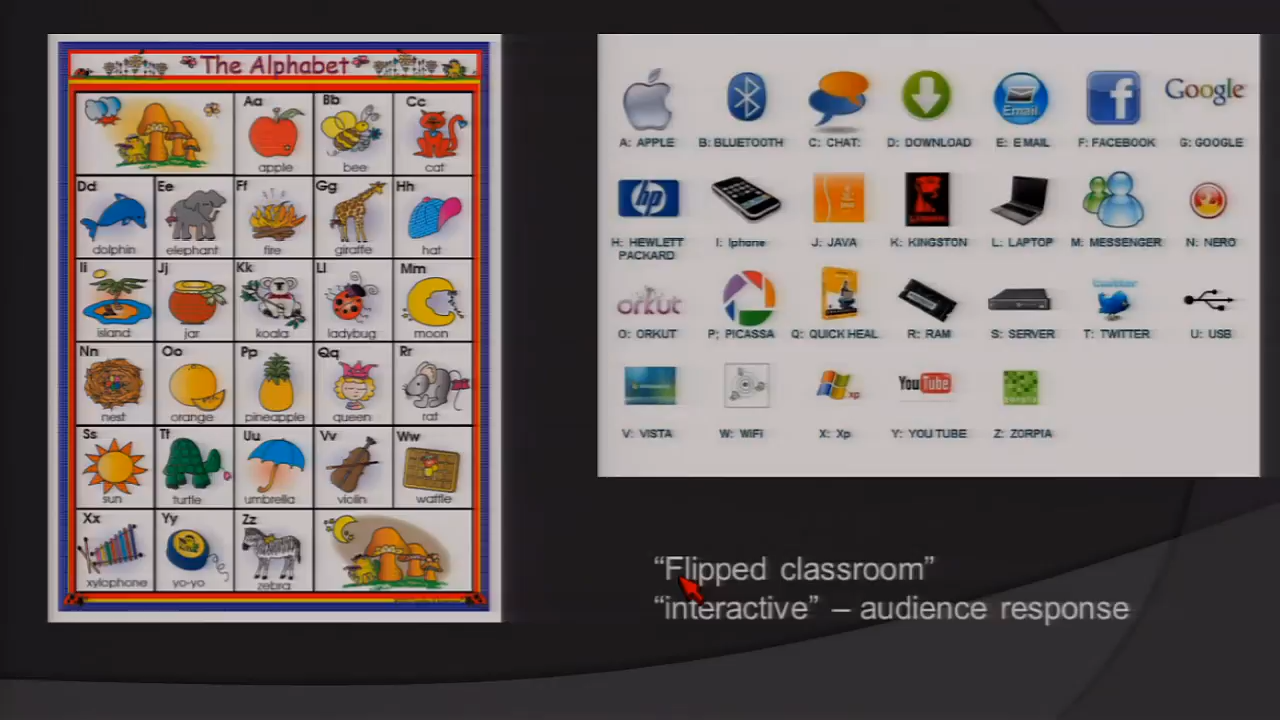 The Alphabet
Aa
apple
Bb
bee
Cc
cat
Dd
dolphin
Ee
elephant
Ff
fire
Gg
giraffe
Hh
hat
Ii
island
Jj
jar
Kk
koala
Ll
ladybug
Mm
moon
Nn
nest
Oo
orange
Pp
pineapple
Qq
queen
Rr
rat
Ss
sun
Tt
turtle
Uu
umbrella
Vv
violin
Ww
waffle
Xx
xylophone
Yy
yo-yo
Zz
zebra
Email
f
Google
A: APPLE
B: BLUETOOTH
C: CHAT:
D: DOWNLOAD
E: EMAIL
F: FACEBOOK
G: GOOGLE
hp
H: HEWLETT
PACKARD
I: Iphone
J: JAVA
K: KINGSTON
L: LAPTOP
M: MESSENGER
N: NERO
orkut
twitter
O: ORKUT
P; PICASSA
Q: QUICK HEAL
R: RAM
S: SERVER
T: TWITTER
U: USB
xp
YouTube
V: VISTA
W: WIFI
X: Xp
Y: YOU TUBE
Z: ZORPIA
“Flipped classroom”
“interactive” – audience response